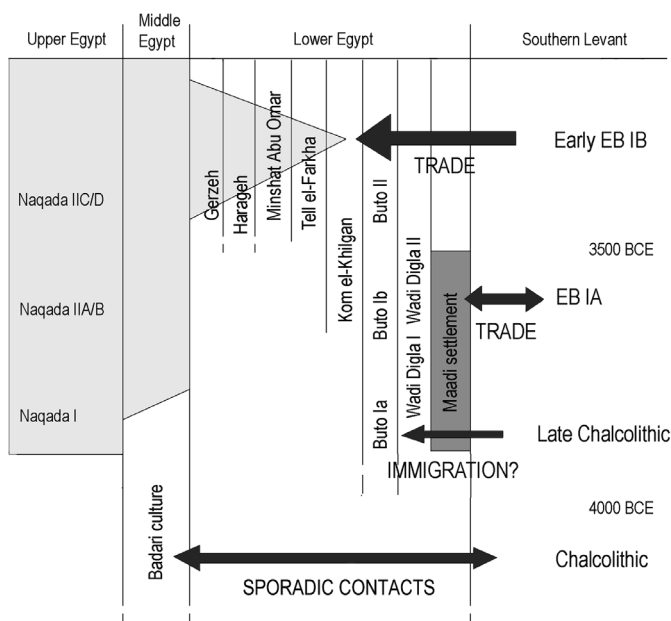 Upper Egypt
Middle
Egypt
Lower Egypt
Southern Levant
Gerzeh
Harageh
Minshat Abu Omar
Tell el-Farkha
Kom el-Khilgan
Buto II
Buto Ib
Buto Ia
Wadi Digla II
Wadi Digla I
Maadi settlement
Naqada IIC/D
Naqada IIA/B
Naqada I
Badari culture
TRADE
Early EB IB
3500 BCE
EB IA
TRADE
Late Chalcolithic
IMMIGRATION?
4000 BCE
Chalcolithic
SPORADIC CONTACTS